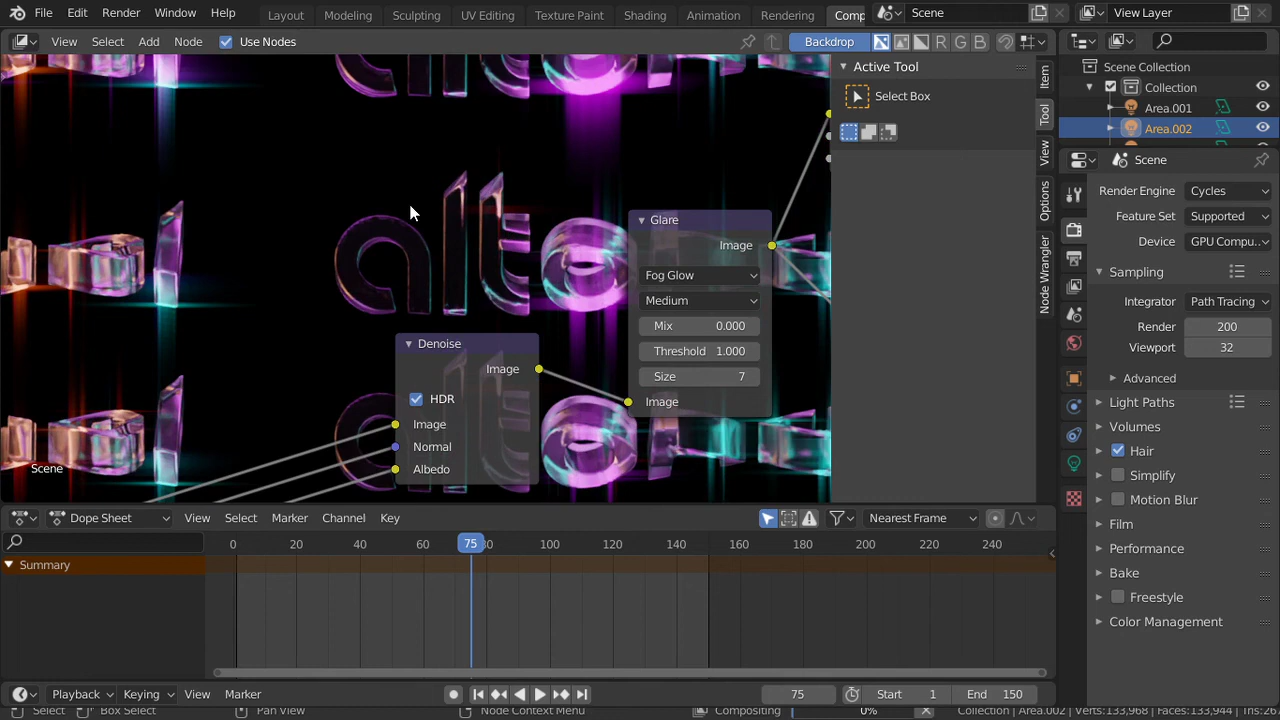 File Edit Render Window Help Layout Modeling Sculpting UV Editing Texture Paint Shading Animation Rendering Comp Scene View Layer
View Select Add Node Use Nodes Backdrop R G B
Active Tool
Select Box
Item
Tool
View
Options
Node Wrangler
Scene Collection
Collection
Area.001
Area.002
Scene
Render Engine Cycles
Feature Set Supported
Device GPU Compu...
Sampling
Integrator Path Tracing
Render 200
Viewport 32
Advanced
Light Paths
Volumes
Hair
Simplify
Motion Blur
Film
Performance
Bake
Freestyle
Color Management
Glare
Image
Fog Glow
Medium
Mix 0.000
Threshold 1.000
Size 7
Image
Denoise
Image
HDR
Image
Normal
Albedo
Scene
Dope Sheet View Select Marker Channel Key Nearest Frame
0 20 40 60 75 80 100 120 140 160 180 200 220 240
Summary
Playback Keying View Marker 75 Start 1 End 150
Select Box Select Pan View Node Context Menu Compositing 0% Collection | Area.002 | Verts:133,968 | Faces:133,944 |